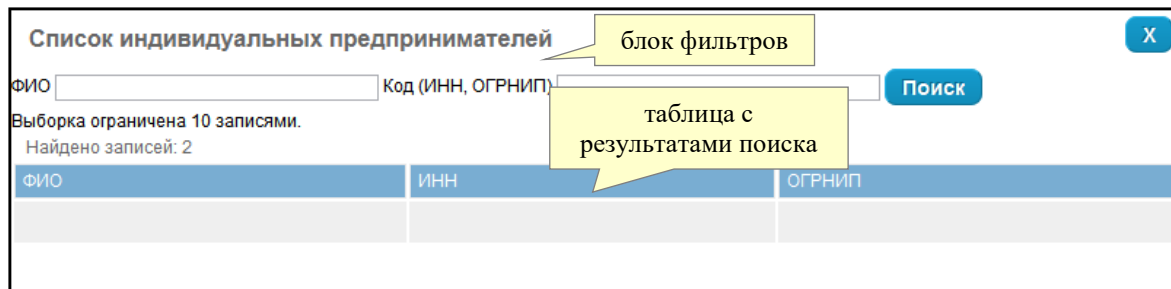 Список индивидуальных предпринимателей
блок фильтров
X
ФИО
Код (ИНН, ОГРНИП)
Поиск
таблица с
результатами поиска
Выборка ограничена 10 записями.
Найдено записей: 2
ФИО
ИНН
ОГРНИП